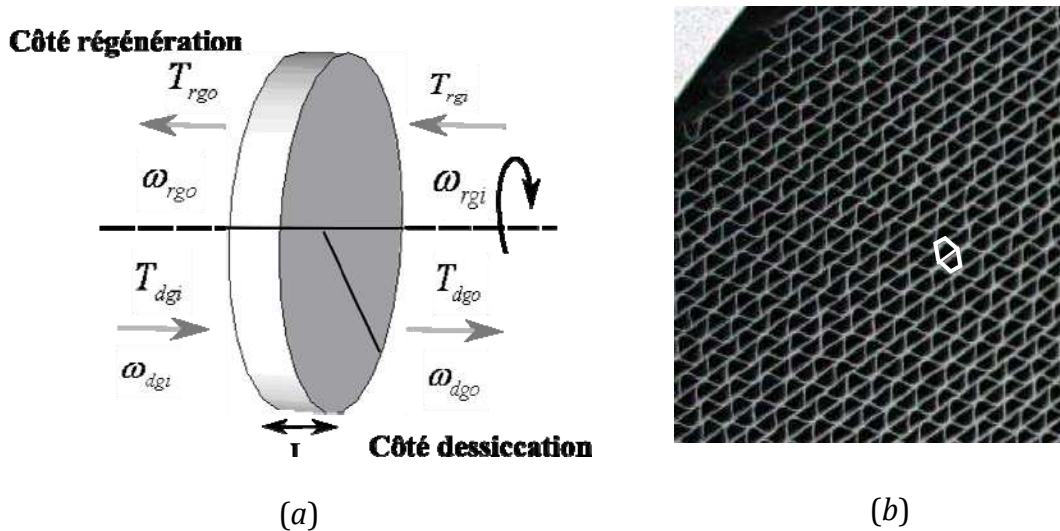 Côté régénération
T_rgo
T_rgi
ω_rgo
ω_rgi
T_dgi
T_dgo
ω_dgi
ω_dgo
Côté dessiccation
(a)
(b)